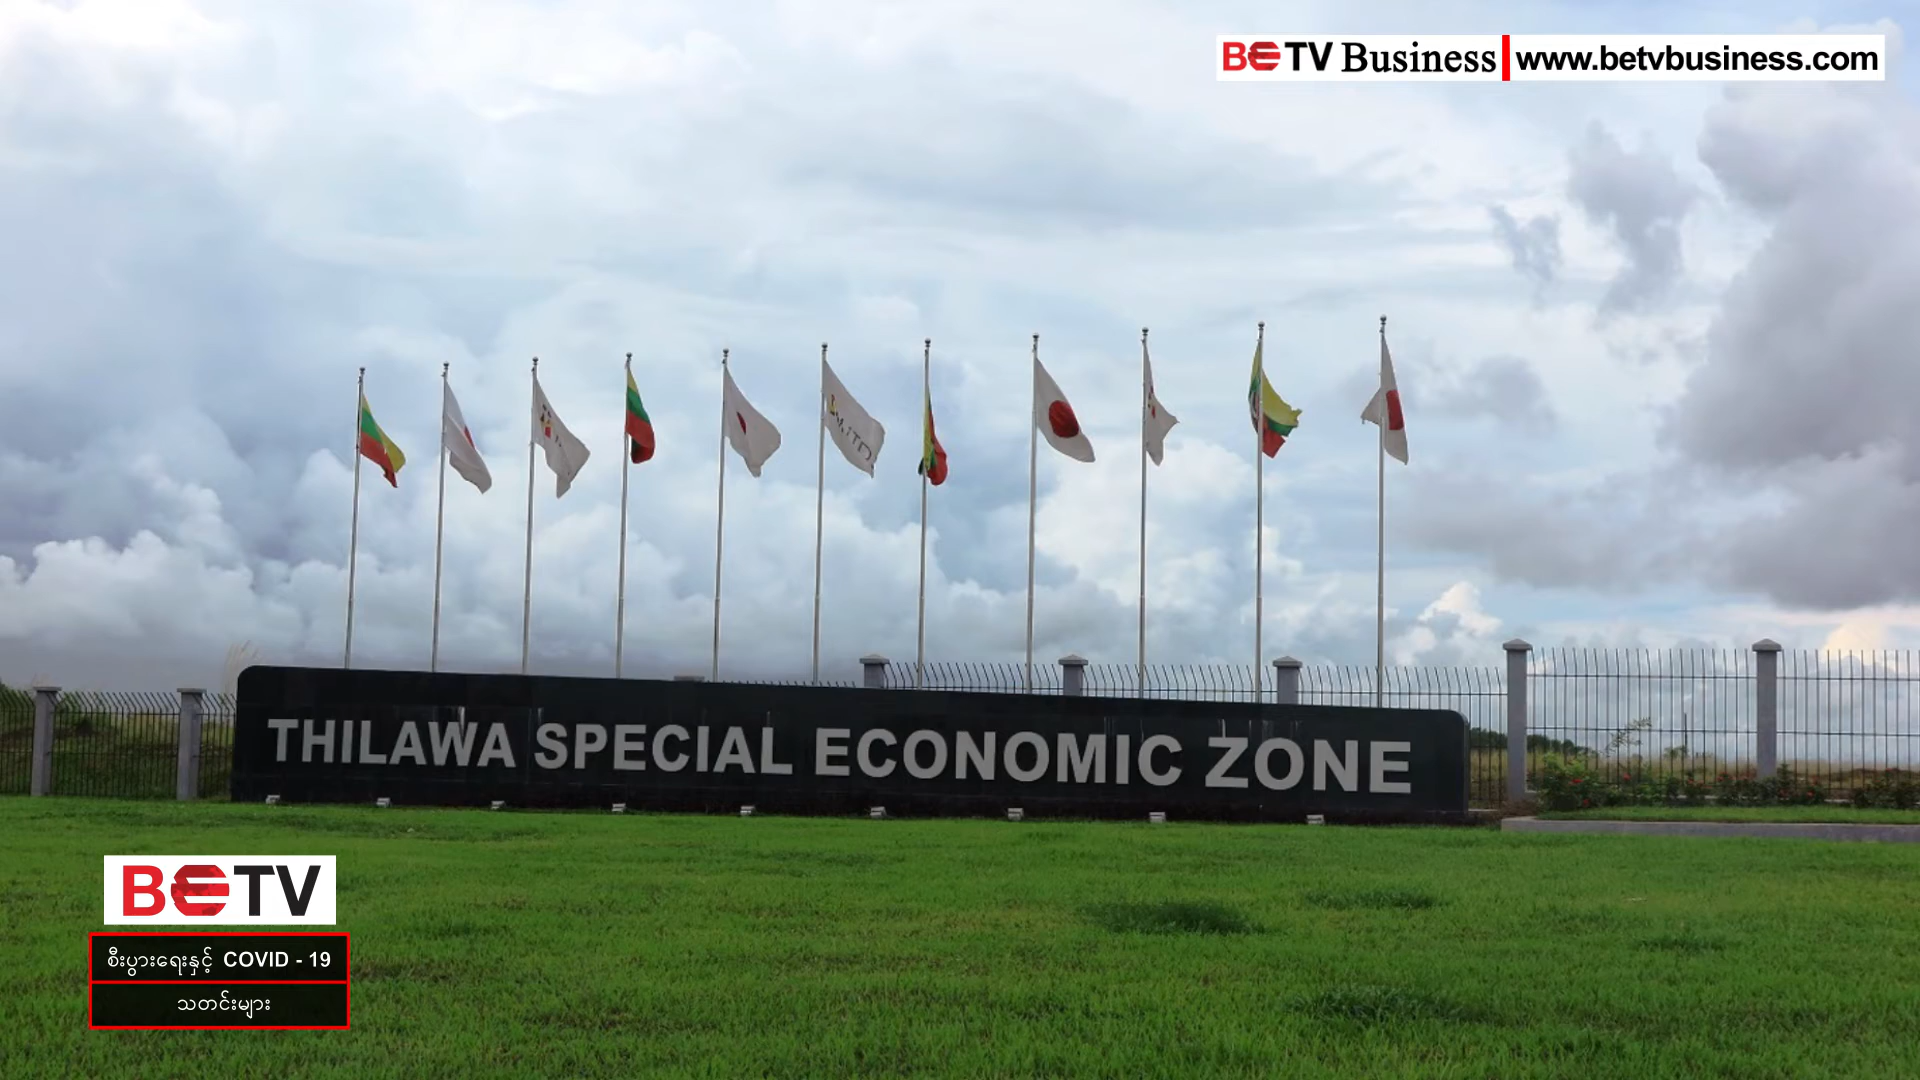 BETV Business www.betvbusiness.com
THILAWA SPECIAL ECONOMIC ZONE
BETV
စီးပွားရေးနှင့် COVID - 19
သတင်းများ